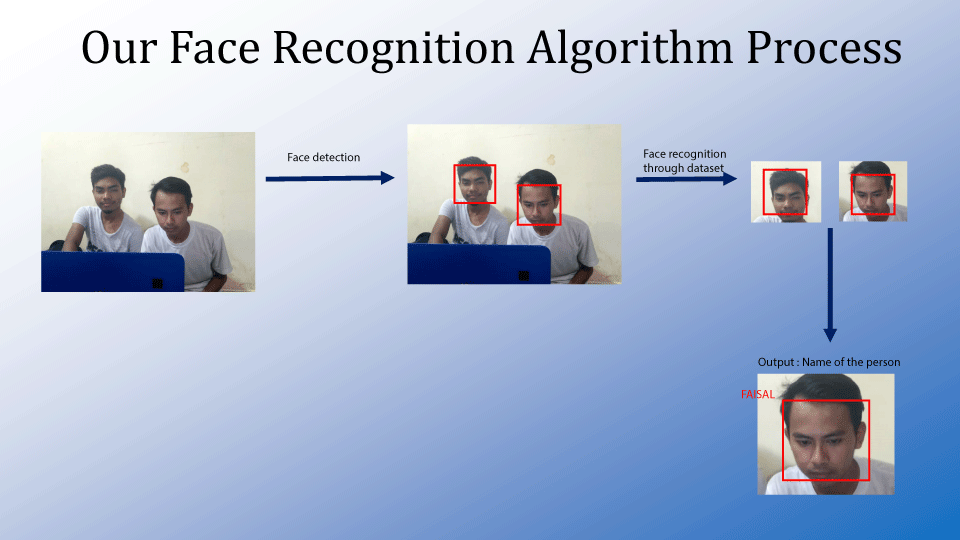 Our Face Recognition Algorithm Process
Face detection
Face recognition
through dataset
Output : Name of the person
FAISAL